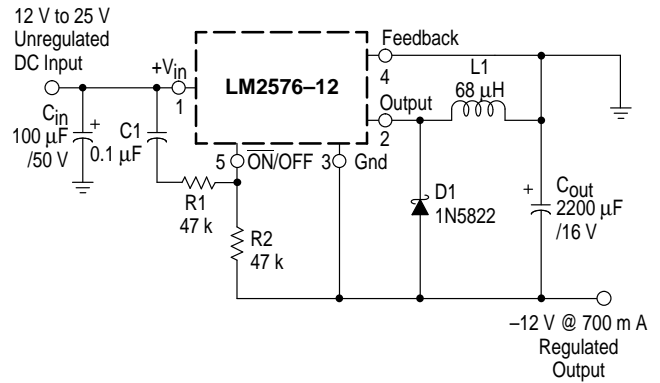 12 V to 25 V
Unregulated
DC Input
+Vin
1
Cin
100 µF
/50 V
+
C1
0.1 µF
LM2576–12
Feedback
4
Output
2
L1
68 µH
5
ON/OFF
3
Gnd
R1
47 k
R2
47 k
D1
1N5822
+
Cout
2200 µF
/16 V
–12 V @ 700 m A
Regulated
Output